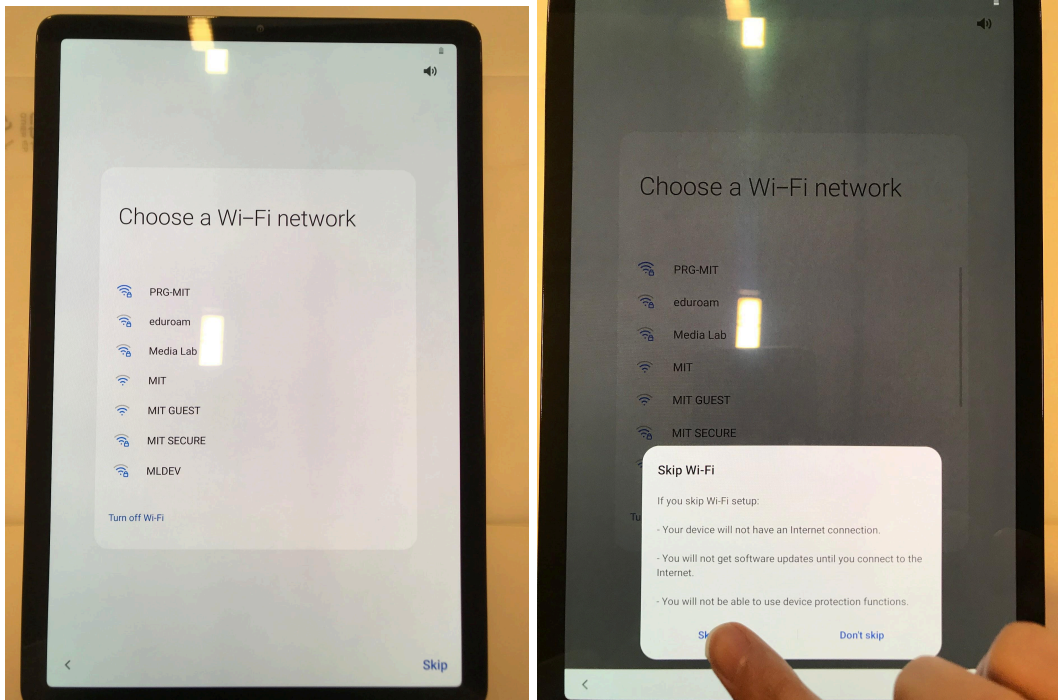 Choose a Wi-Fi network
PRG-MIT
eduroam
Media Lab
MIT
MIT GUEST
MIT SECURE
MLDEV
Turn off Wi-Fi
Skip
Choose a Wi-Fi network
PRG-MIT
eduroam
Media Lab
MIT
MIT GUEST
MIT SECURE
Skip Wi-Fi
If you skip Wi-Fi setup:
- Your device will not have an Internet connection.
- You will not get software updates until you connect to the
Internet.
- You will not be able to use device protection functions.
Don't skip